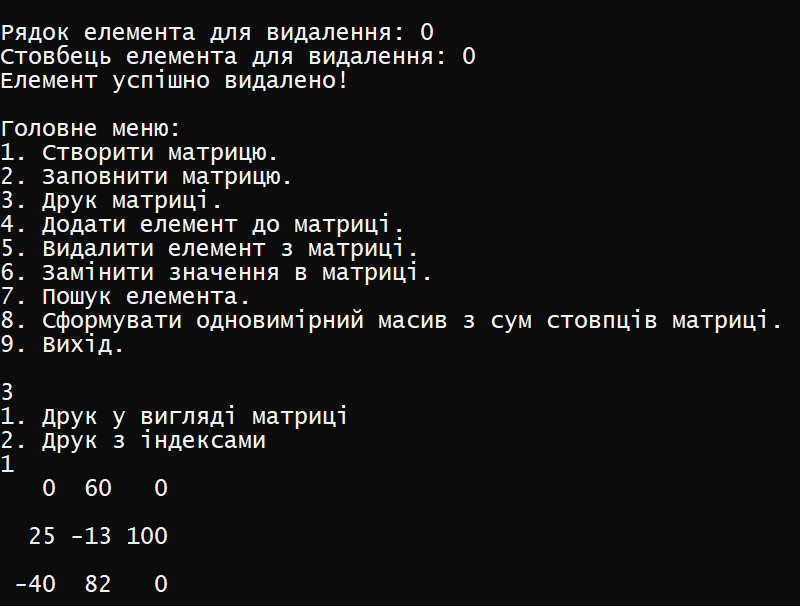 Рядок елемента для видалення: 0
Стовбець елемента для видалення: 0
Елемент успішно видалено!
Головне меню:
1. Створити матрицю.
2. Заповнити матрицю.
3. Друк матриці.
4. Додати елемент до матриці.
5. Видалити елемент з матриці.
6. Замінити значення в матриці.
7. Пошук елемента.
8. Сформувати одновимірний масив з сум стовпців матриці.
9. Вихід.
3
1. Друк у вигляді матриці
2. Друк з індексами
1
0 60 0
25 -13 100
-40 82 0